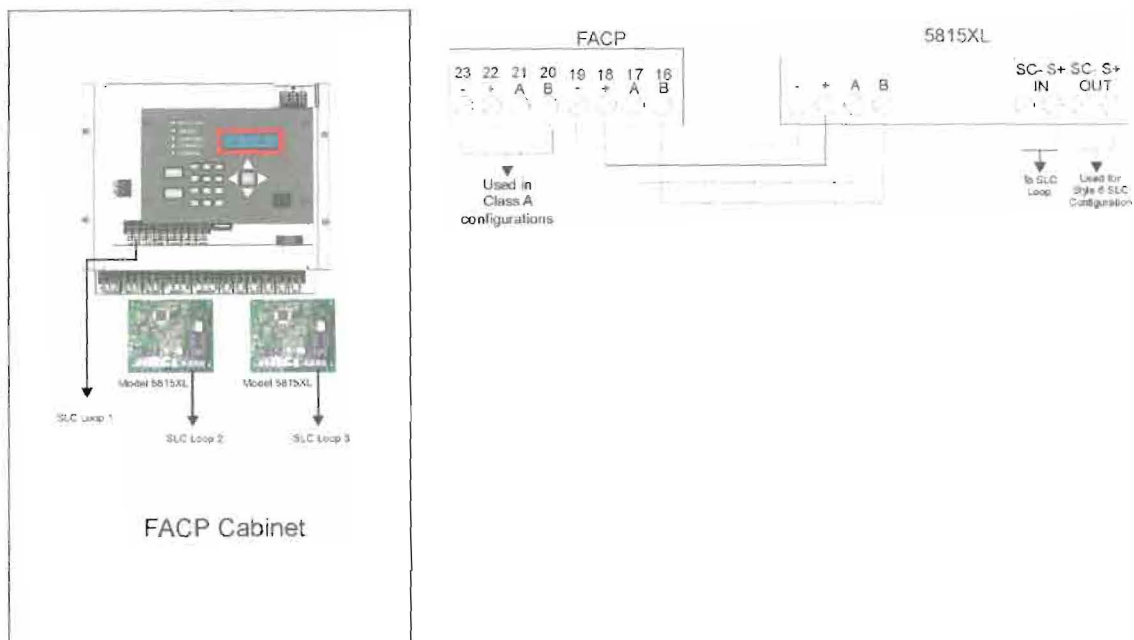 Model 5815XL
Model 5815XL
SLC Loop 1
SLC Loop 2
SLC Loop 3
FACP Cabinet
FACP
23 22 21 20 19 18 17 16
- + A B - + A B
Used in
Class A
configurations
5815XL
- + A B
SC- S+ SC- S+
IN OUT
To SLC
Loop
Used for
Style 6 SLC
Configuration